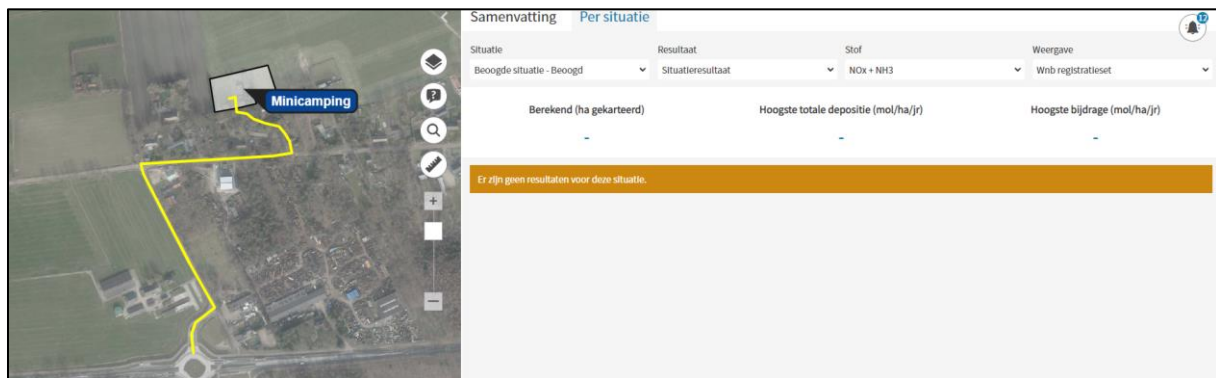 Minicamping
Samenvatting Per situatie
12
Situatie Resultaat Stof Weergave
Beoogde situatie - Beoogd Situatieresultaat NOx + NH3 Wnb registratieset
Berekend (ha gekarteerd) Hoogste totale depositie (mol/ha/jr) Hoogste bijdrage (mol/ha/jr)
- - -
Er zijn geen resultaten voor deze situatie.